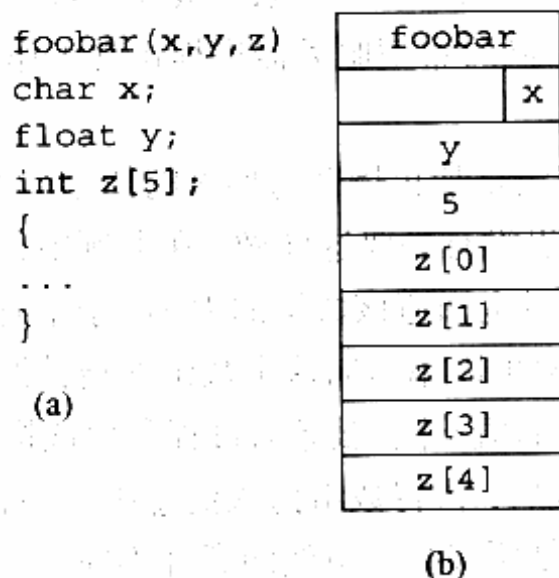 foobar(x,y,z)
char x;
float y;
int z[5];
{
...
}
(a)
foobar
x
y
5
z[0]
z[1]
z[2]
z[3]
z[4]
(b)